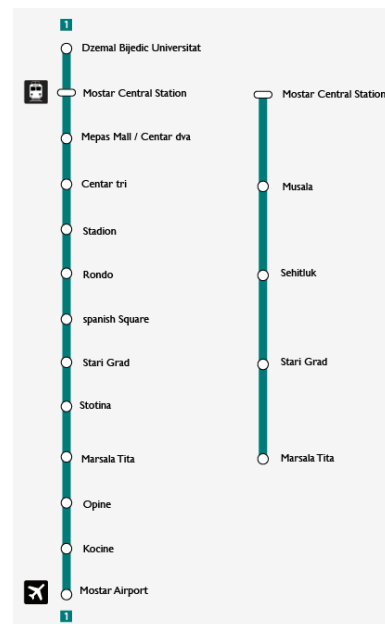 1
Dzemal Bijedic Universitat
Mostar Central Station
Mepas Mall / Centar dva
Centar tri
Stadion
Rondo
spanish Square
Stari Grad
Stotina
Marsala Tita
Opine
Kocine
Mostar Airport
1
Mostar Central Station
Musala
Sehitluk
Stari Grad
Marsala Tita